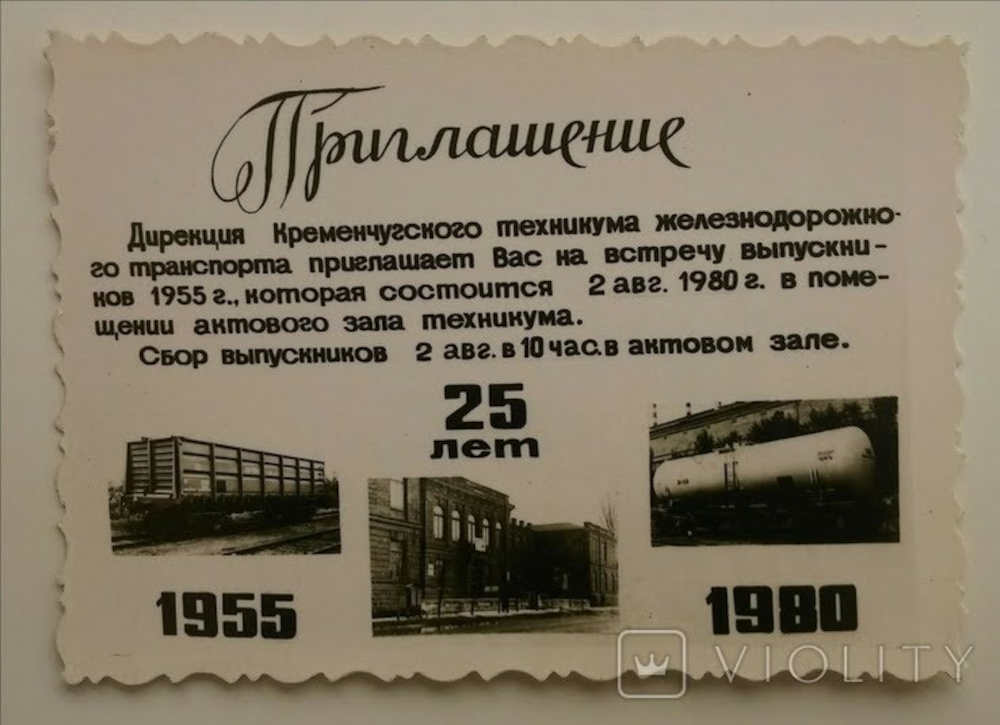 Приглашение
Дирекция Кременчугского техникума железнодорожно-
го транспорта приглашает Вас на встречу выпускни-
ков 1955 г., которая состоится 2 авг. 1980 г. в поме-
щении актового зала техникума.
Сбор выпускников 2 авг. в 10 час. в актовом зале.
25
лет
1955
1980
VIOLITY